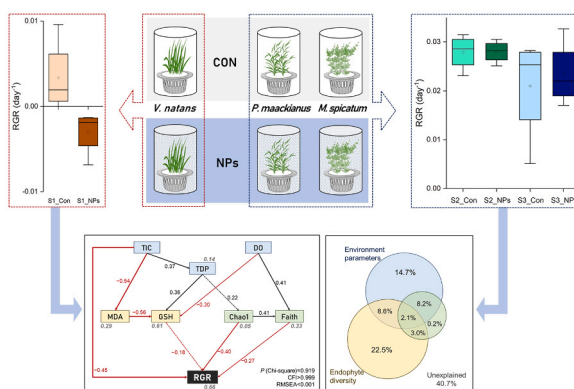 CON
V. natans
P. maackianus
M. spicatum
NPs
RGR (day⁻¹)
0.01
0.00
-0.01
S1_Con
S1_NPs
RGR (day⁻¹)
0.03
0.02
0.01
0.00
S2_Con
S2_NPs
S3_Con
S3_NP
TIC
TDP
0.14
DO
-0.94
0.37
0.36
0.22
-0.30
0.41
MDA
0.29
-0.56
GSH
0.61
Chao1
0.05
0.41
Faith
0.33
-0.45
-0.18
-0.40
-0.27
RGR
0.66
P (Chi-square)=0.919
CFI>0.999
RMSEA<0.001
Environment
parameters
14.7%
8.6%
8.2%
2.1%
0.2%
3.0%
22.5%
Endophyte
diversity
Unexplained
40.7%